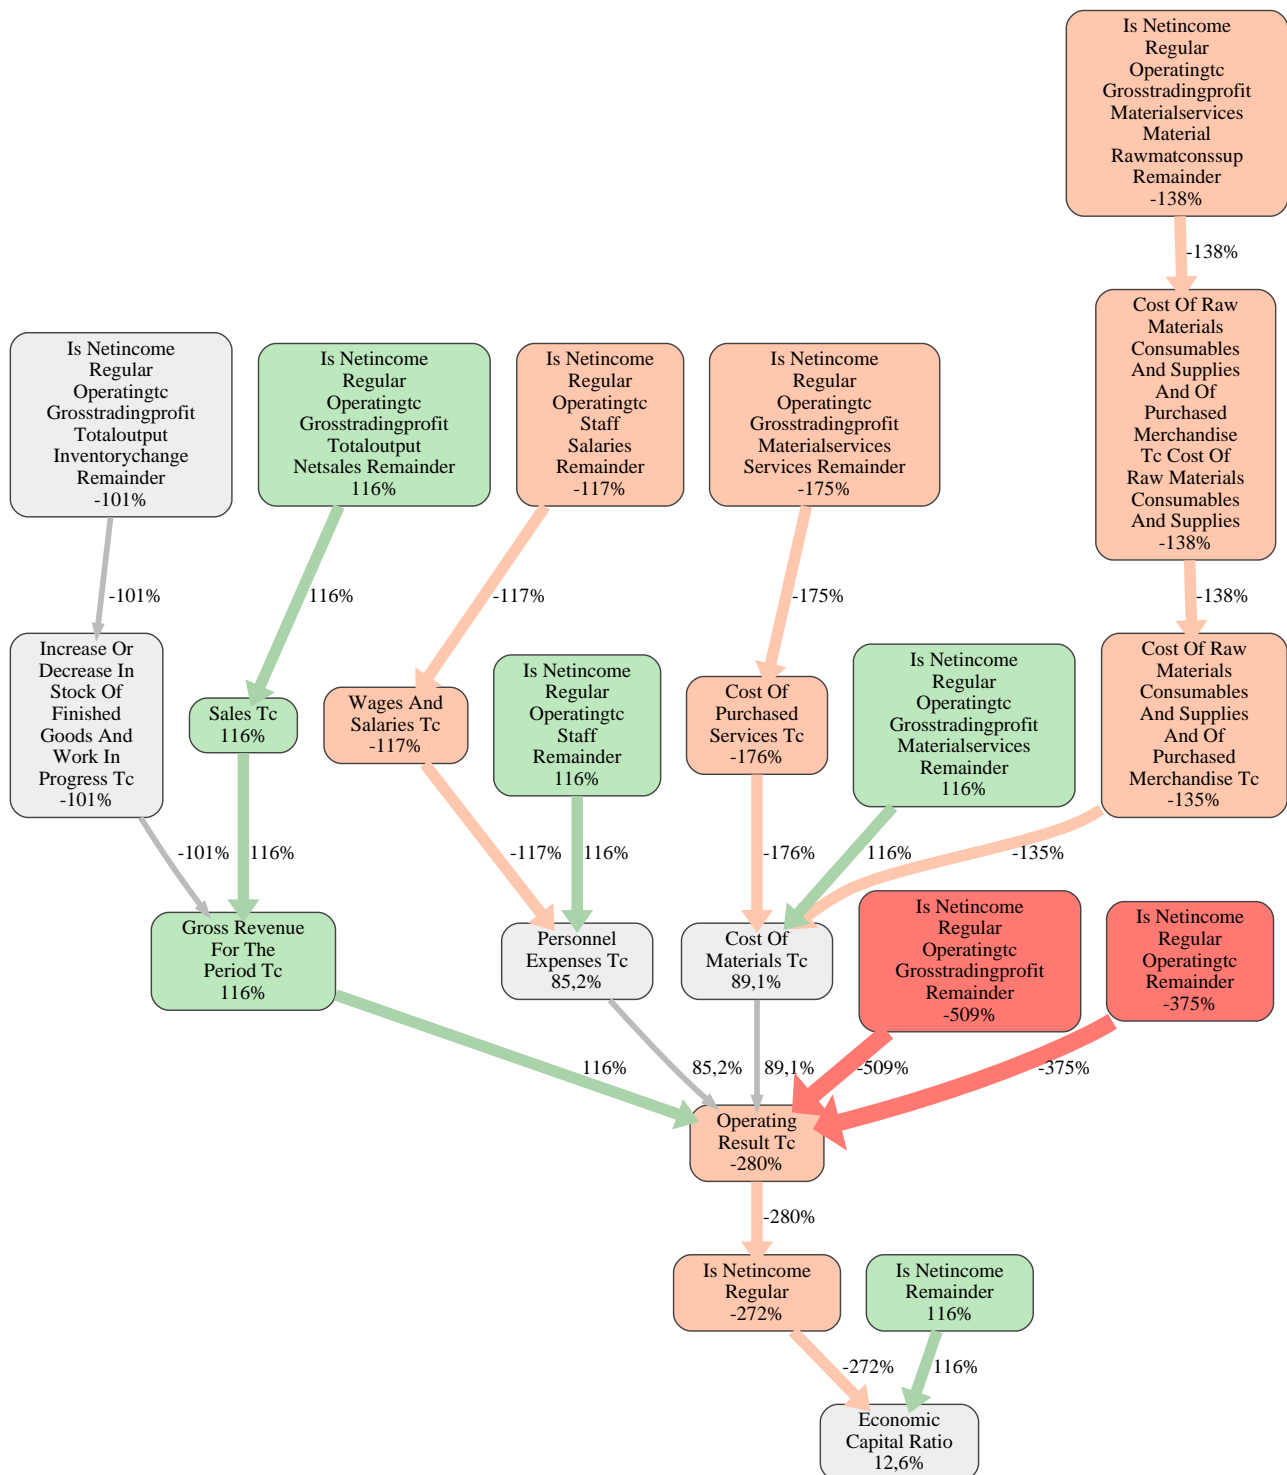 Is Netincome
Regular
Operatingtc
Grosstradingprofit
Materialservices
Material
Rawmatconssup
Remainder
-138%
-138%
Cost Of Raw
Materials
Consumables
And Supplies
And Of
Purchased
Merchandise
Tc Cost Of
Raw Materials
Consumables
And Supplies
-138%
Is Netincome
Regular
Operatingtc
Grosstradingprofit
Totaloutput
Inventorychange
Remainder
-101%
Is Netincome
Regular
Operatingtc
Grosstradingprofit
Totaloutput
Netsales Remainder
116%
Is Netincome
Regular
Operatingtc
Staff
Salaries
Remainder
-117%
Is Netincome
Regular
Operatingtc
Grosstradingprofit
Materialservices
Services Remainder
-175%
-101%
116%
-117%
-175%
-138%
Increase Or
Decrease In
Stock Of
Finished
Goods And
Work In
Progress Tc
-101%
Sales Tc
116%
Wages And
Salaries Tc
-117%
Is Netincome
Regular
Operatingtc
Staff
Remainder
116%
Cost Of
Purchased
Services Tc
-176%
Is Netincome
Regular
Operatingtc
Grosstradingprofit
Materialservices
Remainder
116%
Cost Of Raw
Materials
Consumables
And Supplies
And Of
Purchased
Merchandise Tc
-135%
-101%
116%
-117%
116%
-176%
116%
-135%
Gross Revenue
For The
Period Tc
116%
Personnel
Expenses Tc
85,2%
Cost Of
Materials Tc
89,1%
Is Netincome
Regular
Operatingtc
Grosstradingprofit
Remainder
-509%
Is Netincome
Regular
Operatingtc
Remainder
-375%
116%
85,2%
89,1%
-509%
-375%
Operating
Result Tc
-280%
-280%
Is Netincome
Regular
-272%
Is Netincome
Remainder
116%
-272%
116%
Economic
Capital Ratio
12,6%